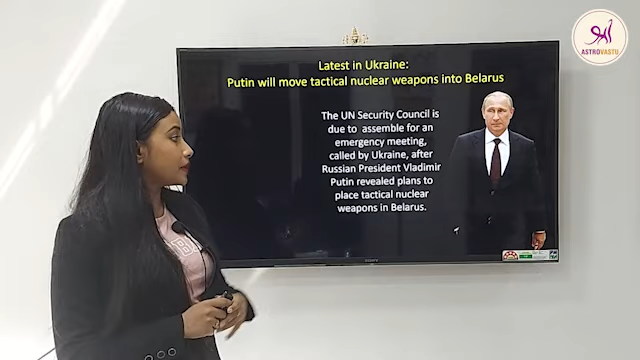 Latest in Ukraine:
Putin will move tactical nuclear weapons into Belarus
The UN Security Council is
due to assemble for an
emergency meeting,
called by Ukraine, after
Russian President Vladimir
Putin revealed plans to
place tactical nuclear
weapons in Belarus.
SONY
ASTROVASTU